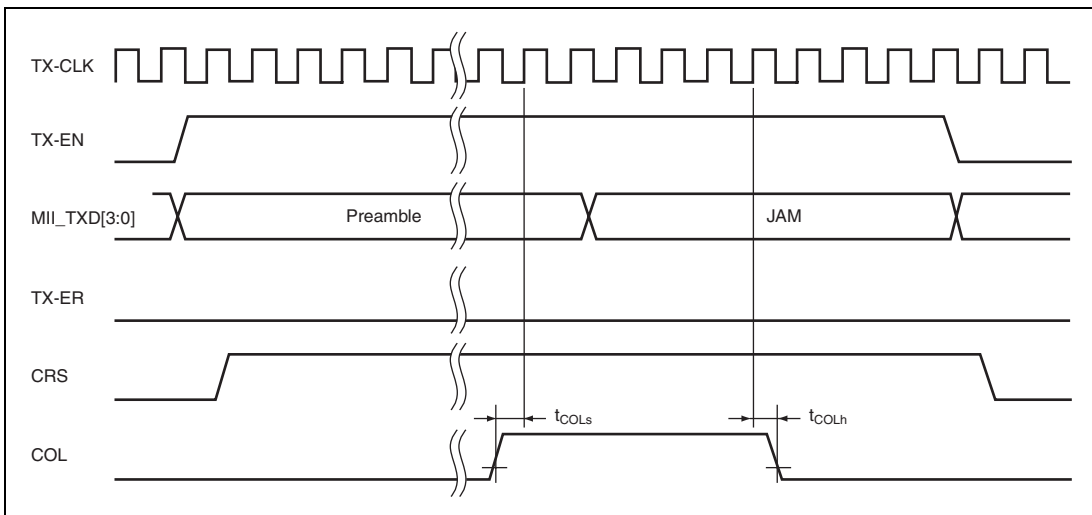 TX-CLK
TX-EN
MII_TXD[3:0]
Preamble
JAM
TX-ER
CRS
tCOLs
tCOLh
COL